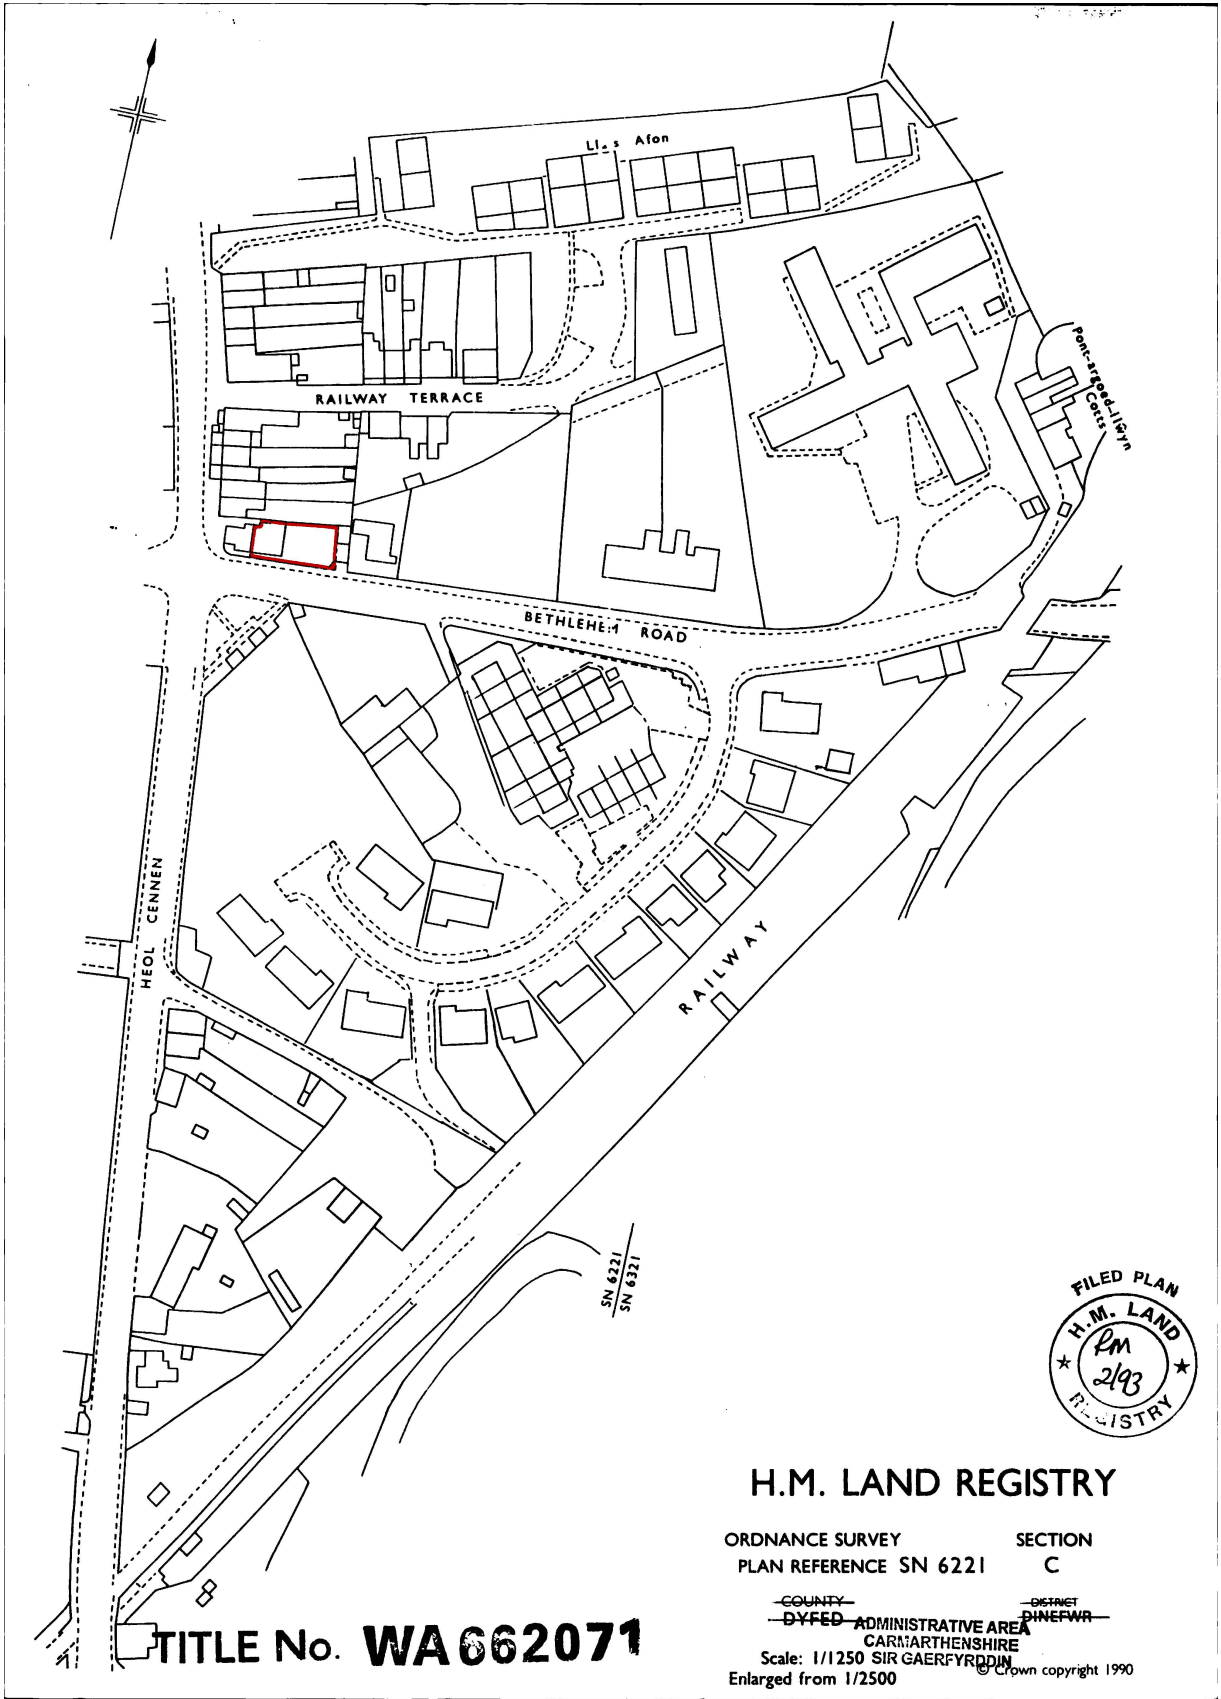 Afon
RAILWAY TERRACE
Pont-argoed-llwyn
Cotts
BETHLEHEM ROAD
HEOL CENNEN
RAILWAY
SN 6221
SN 6321
FILED PLAN
H.M. LAND
RM
2/93
REGISTRY
H.M. LAND REGISTRY
ORDNANCE SURVEY SECTION
PLAN REFERENCE SN 6221 C
COUNTY DISTRICT
DYFED ADMINISTRATIVE AREA DINEFWR
CARMARTHENSHIRE
Scale: 1/1250 SIR GAERFYRDDIN
© Crown copyright 1990
Enlarged from 1/2500
TITLE No. WA662071